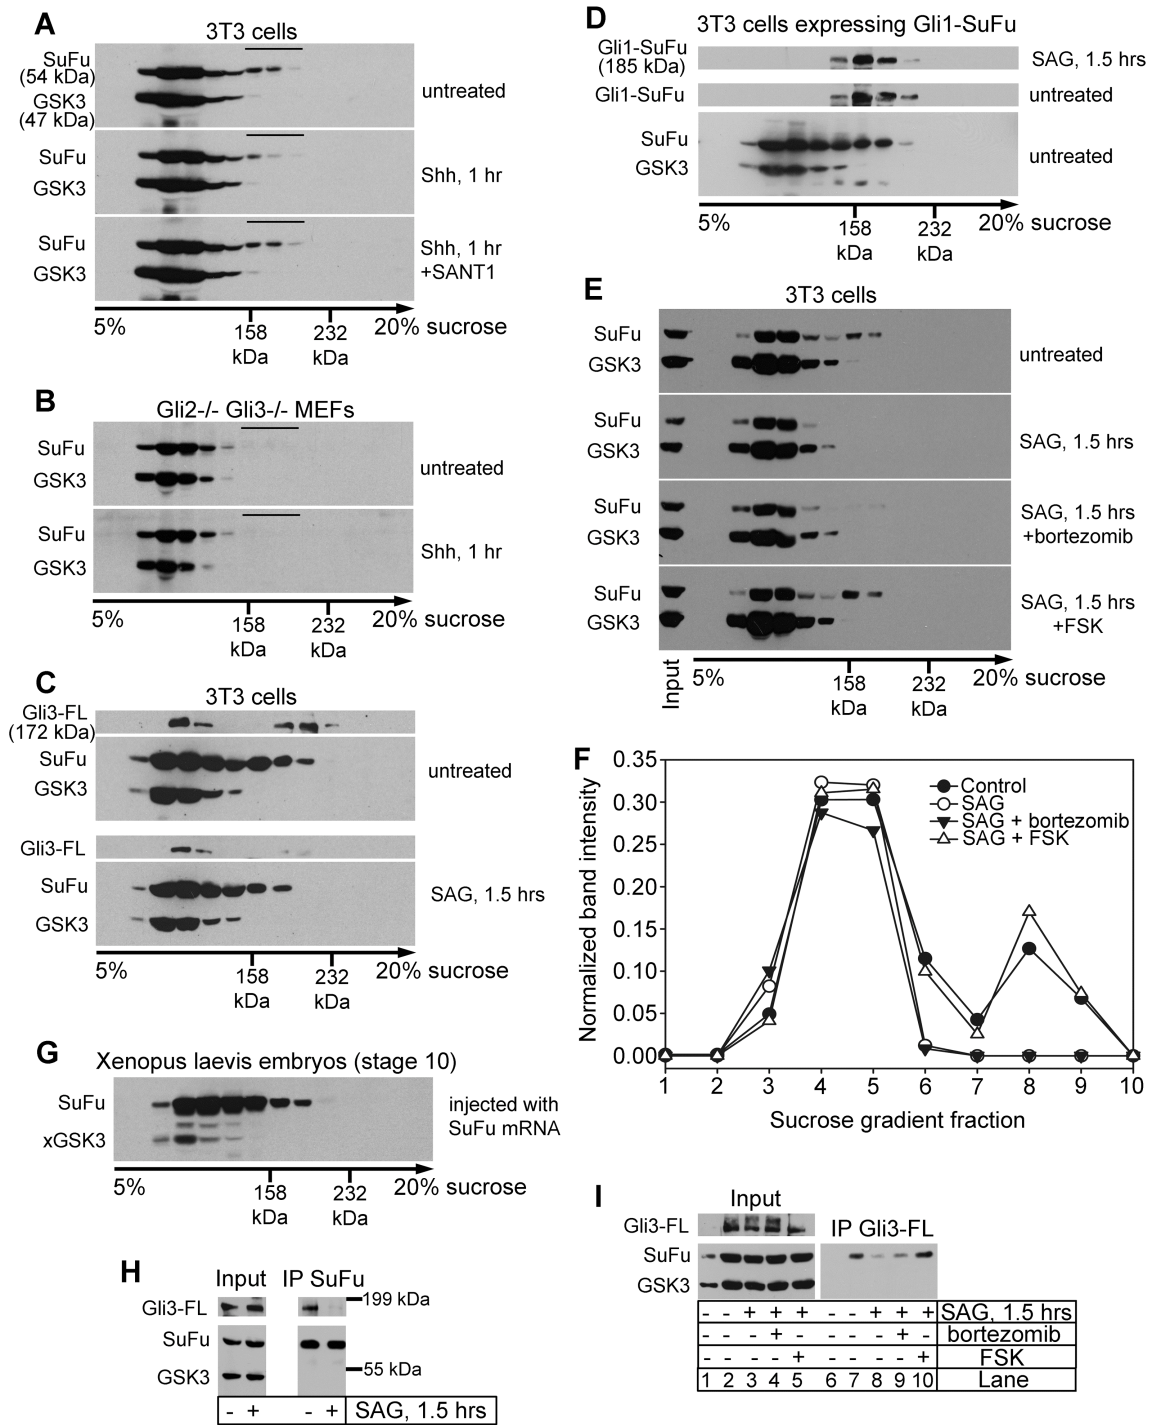 A
3T3 cells
SuFu
(54 kDa)
GSK3
(47 kDa)
untreated
SuFu
GSK3
Shh, 1 hr
SuFu
GSK3
Shh, 1 hr
+SANT1
5%
158
kDa
232
kDa
20% sucrose
B
Gli2-/- Gli3-/- MEFs
SuFu
GSK3
untreated
SuFu
GSK3
Shh, 1 hr
5%
158
kDa
232
kDa
20% sucrose
C
3T3 cells
Gli3-FL
(172 kDa)
SuFu
GSK3
untreated
Gli3-FL
SuFu
GSK3
SAG, 1.5 hrs
5%
158
kDa
232
kDa
20% sucrose
D
3T3 cells expressing Gli1-SuFu
Gli1-SuFu
(185 kDa)
SAG, 1.5 hrs
Gli1-SuFu
untreated
SuFu
GSK3
untreated
5%
158
kDa
232
kDa
20% sucrose
E
3T3 cells
SuFu
GSK3
untreated
SuFu
GSK3
SAG, 1.5 hrs
SuFu
GSK3
SAG, 1.5 hrs
+bortezomib
SuFu
GSK3
SAG, 1.5 hrs
+FSK
Input
5%
158
kDa
232
kDa
20% sucrose
F
Normalized band intensity
0.35
0.30
0.25
0.20
0.15
0.10
0.05
0.00
Control
SAG
SAG + bortezomib
SAG + FSK
1 2 3 4 5 6 7 8 9 10
Sucrose gradient fraction
G
Xenopus laevis embryos (stage 10)
SuFu
xGSK3
injected with
SuFu mRNA
5%
158
kDa
232
kDa
20% sucrose
H
Input IP SuFu
Gli3-FL
199 kDa
SuFu
GSK3
55 kDa
- + - + SAG, 1.5 hrs
I
Input
IP Gli3-FL
Gli3-FL
SuFu
GSK3
- - + + + - - + + + SAG, 1.5 hrs
- - - + - - - - + - bortezomib
- - - - + - - - - + FSK
1 2 3 4 5 6 7 8 9 10 Lane